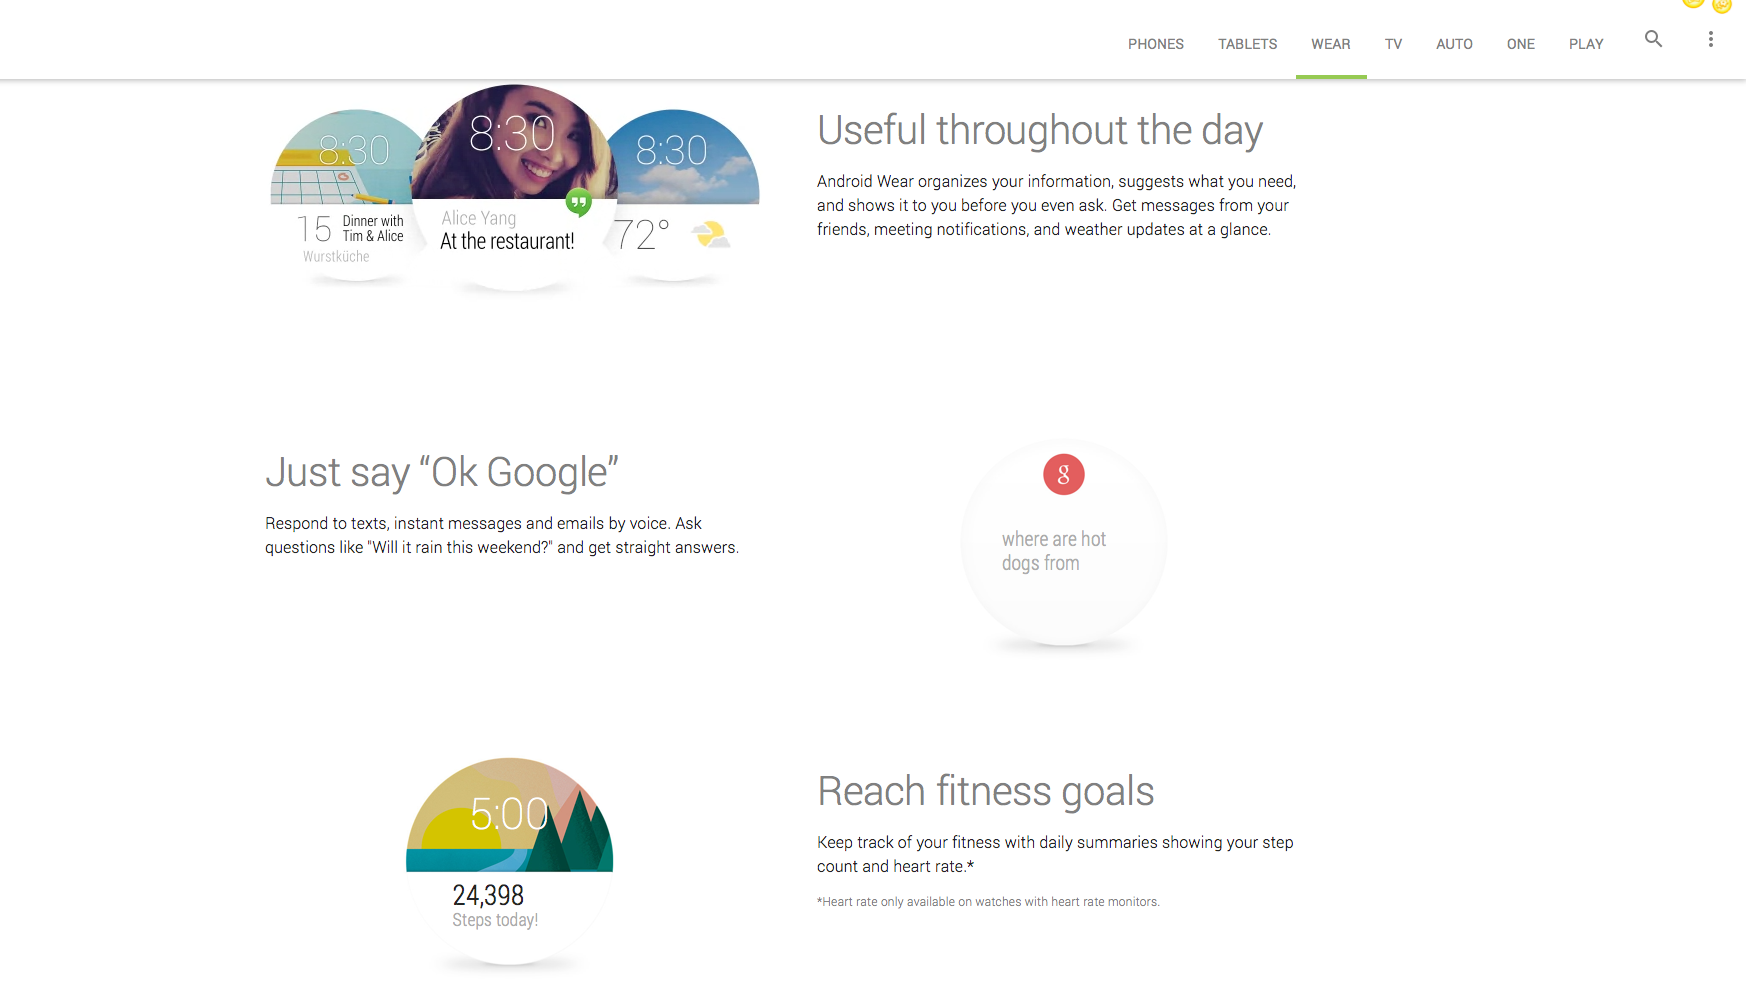 PHONES TABLETS WEAR TV AUTO ONE PLAY
8:30
15 Dinner with
Tim & Alice
Wurstküche
8:30
Alice Yang
At the restaurant!
8:30
72°
Useful throughout the day
Android Wear organizes your information, suggests what you need,
and shows it to you before you even ask. Get messages from your
friends, meeting notifications, and weather updates at a glance.
Just say “Ok Google”
Respond to texts, instant messages and emails by voice. Ask
questions like "Will it rain this weekend?" and get straight answers.
g
where are hot
dogs from
5:00
24,398
Steps today!
Reach fitness goals
Keep track of your fitness with daily summaries showing your step
count and heart rate.*
*Heart rate only available on watches with heart rate monitors.